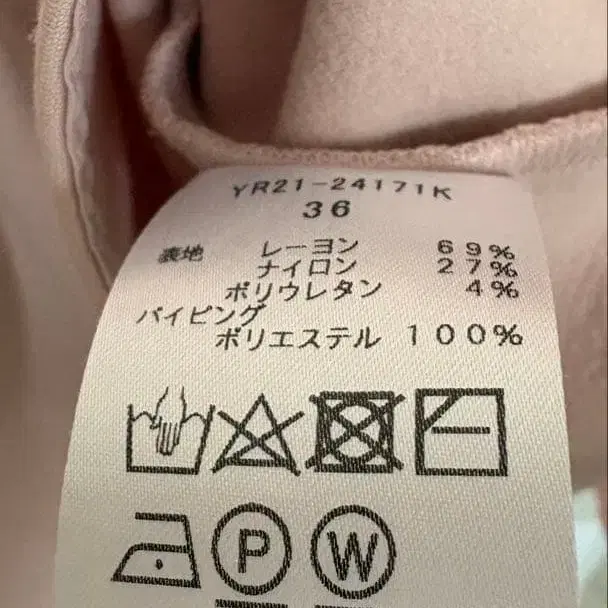 YR21-24171K
36
表地 レーヨン 69%
ナイロン 27%
ポリウレタン 4%
パイピング
ポリエステル 100%
P W